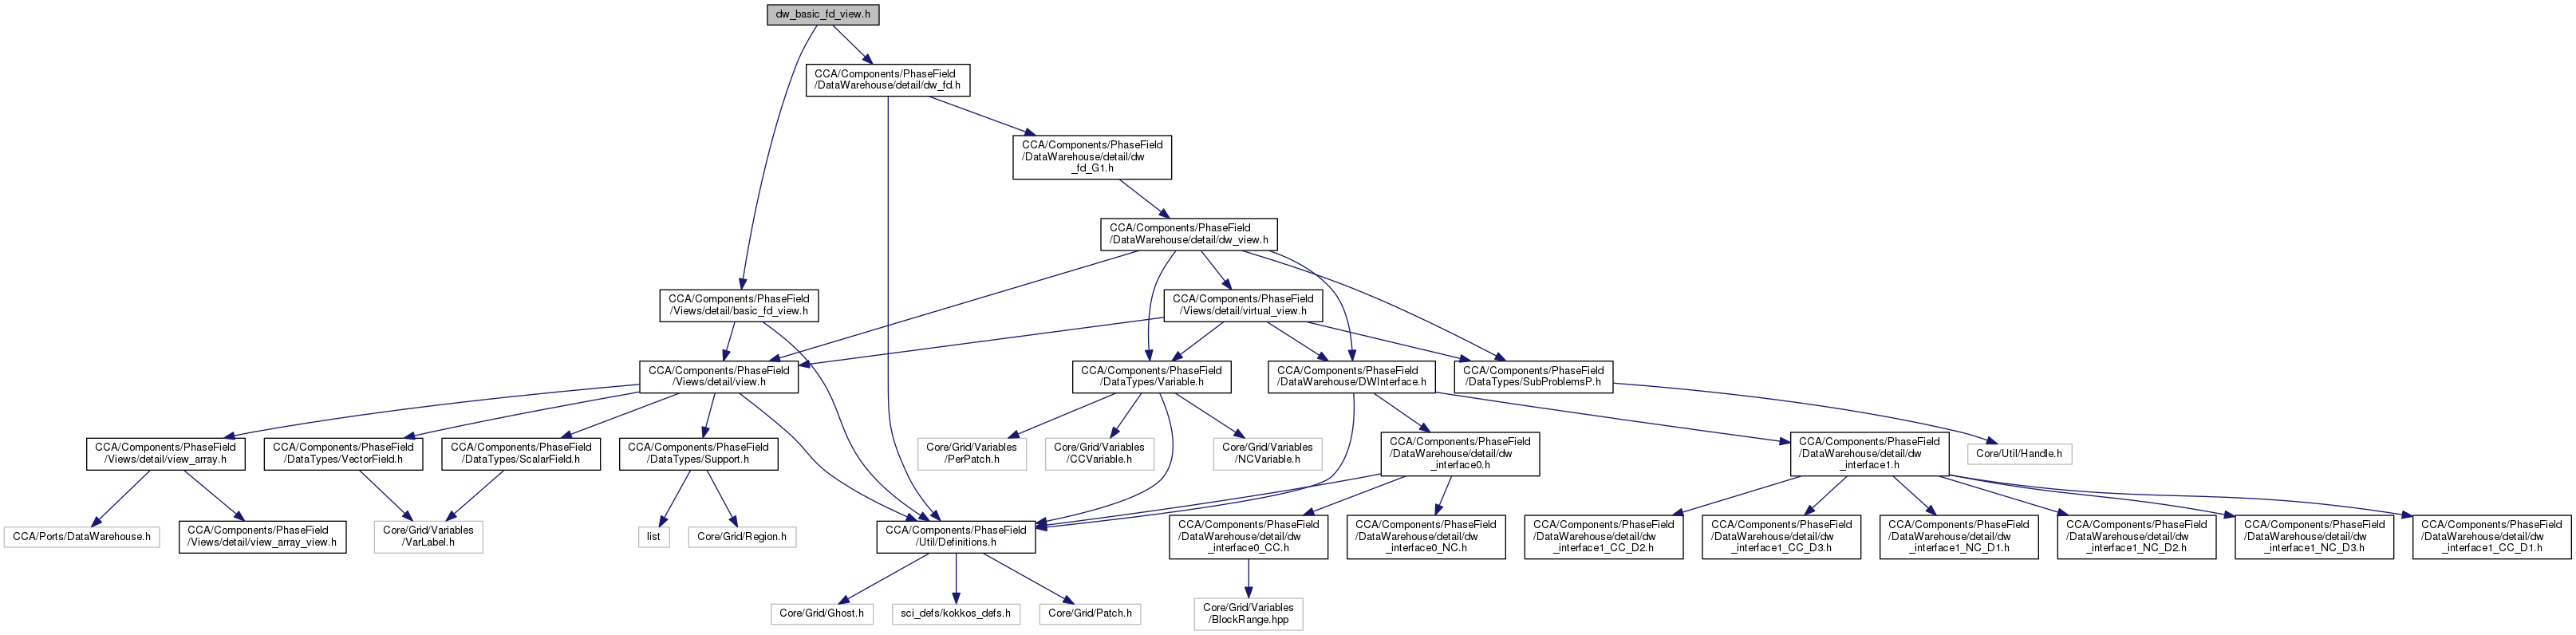 dw_basic_fd_view.h
CCA/Components/PhaseField
/DataWarehouse/detail/dw_fd.h
CCA/Components/PhaseField
/DataWarehouse/detail/dw
_fd_G1.h
CCA/Components/PhaseField
/DataWarehouse/detail/dw_view.h
CCA/Components/PhaseField
/Views/detail/basic_fd_view.h
CCA/Components/PhaseField
/Views/detail/virtual_view.h
CCA/Components/PhaseField
/Views/detail/view.h
CCA/Components/PhaseField
/DataTypes/Variable.h
CCA/Components/PhaseField
/DataWarehouse/DWInterface.h
CCA/Components/PhaseField
/DataTypes/SubProblemsP.h
CCA/Components/PhaseField
/Views/detail/view_array.h
CCA/Components/PhaseField
/DataTypes/VectorField.h
CCA/Components/PhaseField
/DataTypes/ScalarField.h
CCA/Components/PhaseField
/DataTypes/Support.h
Core/Grid/Variables
/PerPatch.h
Core/Grid/Variables
/CCVariable.h
Core/Grid/Variables
/NCVariable.h
CCA/Components/PhaseField
/DataWarehouse/detail/dw
_interface0.h
CCA/Components/PhaseField
/DataWarehouse/detail/dw
_interface1.h
Core/Util/Handle.h
CCA/Ports/DataWarehouse.h
CCA/Components/PhaseField
/Views/detail/view_array_view.h
Core/Grid/Variables
/VarLabel.h
list
Core/Grid/Region.h
CCA/Components/PhaseField
/Util/Definitions.h
CCA/Components/PhaseField
/DataWarehouse/detail/dw
_interface0_CC.h
CCA/Components/PhaseField
/DataWarehouse/detail/dw
_interface0_NC.h
CCA/Components/PhaseField
/DataWarehouse/detail/dw
_interface1_CC_D2.h
CCA/Components/PhaseField
/DataWarehouse/detail/dw
_interface1_CC_D3.h
CCA/Components/PhaseField
/DataWarehouse/detail/dw
_interface1_NC_D1.h
CCA/Components/PhaseField
/DataWarehouse/detail/dw
_interface1_NC_D2.h
CCA/Components/PhaseField
/DataWarehouse/detail/dw
_interface1_NC_D3.h
CCA/Components/PhaseField
/DataWarehouse/detail/dw
_interface1_CC_D1.h
Core/Grid/Ghost.h
sci_defs/kokkos_defs.h
Core/Grid/Patch.h
Core/Grid/Variables
/BlockRange.hpp